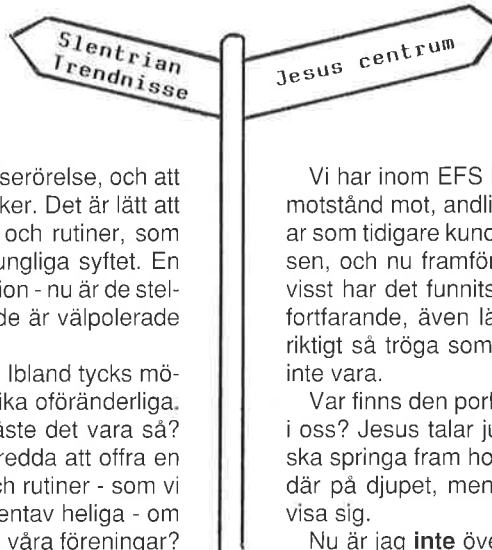 Slentrian
Trendnisse
Jesus centrum
serörelse, och att
ker. Det är lätt att
och rutiner, som
ungliga syftet. En
ion - nu är de stel-
de är välpolerade
Ibland tycks mö-
ika oföränderliga.
åste det vara så?
redda att offra en
ch rutiner - som vi
entav heliga - om
våra föreningar?
Vi har inom EFS
motstånd mot, andli
ar som tidigare kund
sen, och nu framför
visst har det funnits
fortfarande, även lä
riktigt så tröga som
inte vara.
Var finns den porf
i oss? Jesus talar ju
ska springa fram ho
där på djupet, men
visa sig.
Nu är jag inte öve